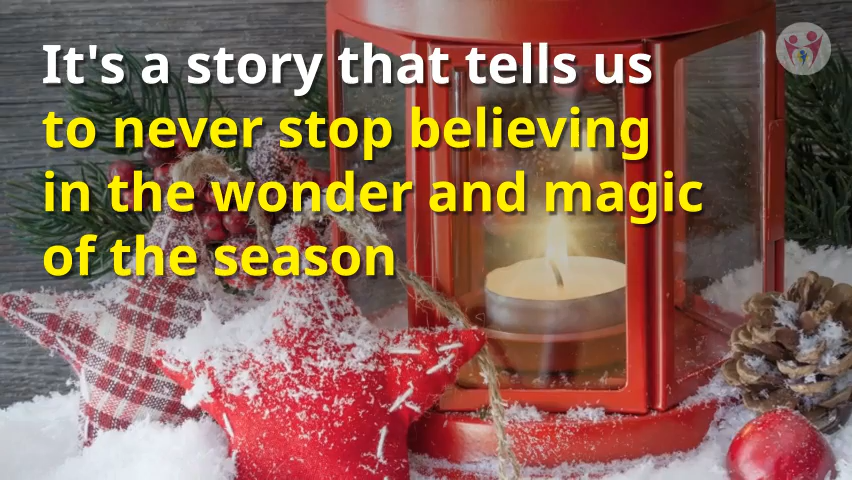 It's a story that tells us
to never stop believing
in the wonder and magic
of the season